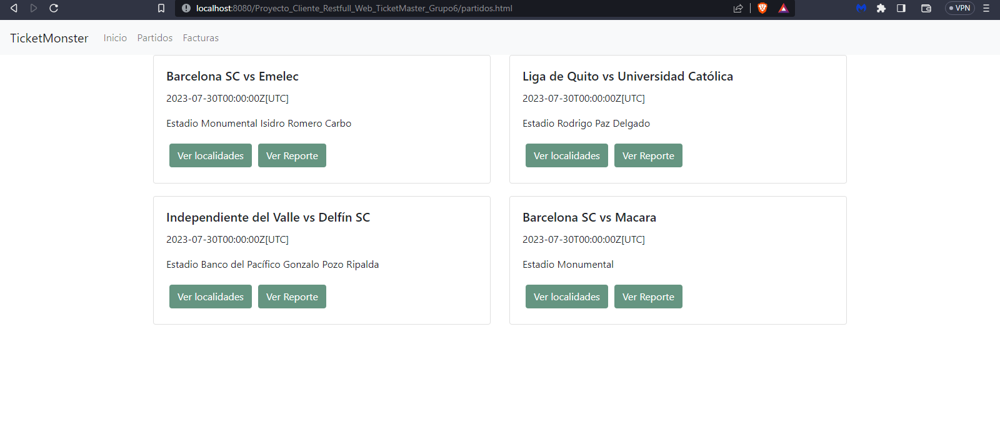 localhost:8080/Proyecto_Cliente_Restfull_Web_TicketMaster_Grupo6/partidos.html
VPN
TicketMonster Inicio Partidos Facturas
Barcelona SC vs Emelec
2023-07-30T00:00:00Z[UTC]
Estadio Monumental Isidro Romero Carbo
Ver localidades Ver Reporte
Liga de Quito vs Universidad Católica
2023-07-30T00:00:00Z[UTC]
Estadio Rodrigo Paz Delgado
Ver localidades Ver Reporte
Independiente del Valle vs Delfín SC
2023-07-30T00:00:00Z[UTC]
Estadio Banco del Pacífico Gonzalo Pozo Ripalda
Ver localidades Ver Reporte
Barcelona SC vs Macara
2023-07-30T00:00:00Z[UTC]
Estadio Monumental
Ver localidades Ver Reporte